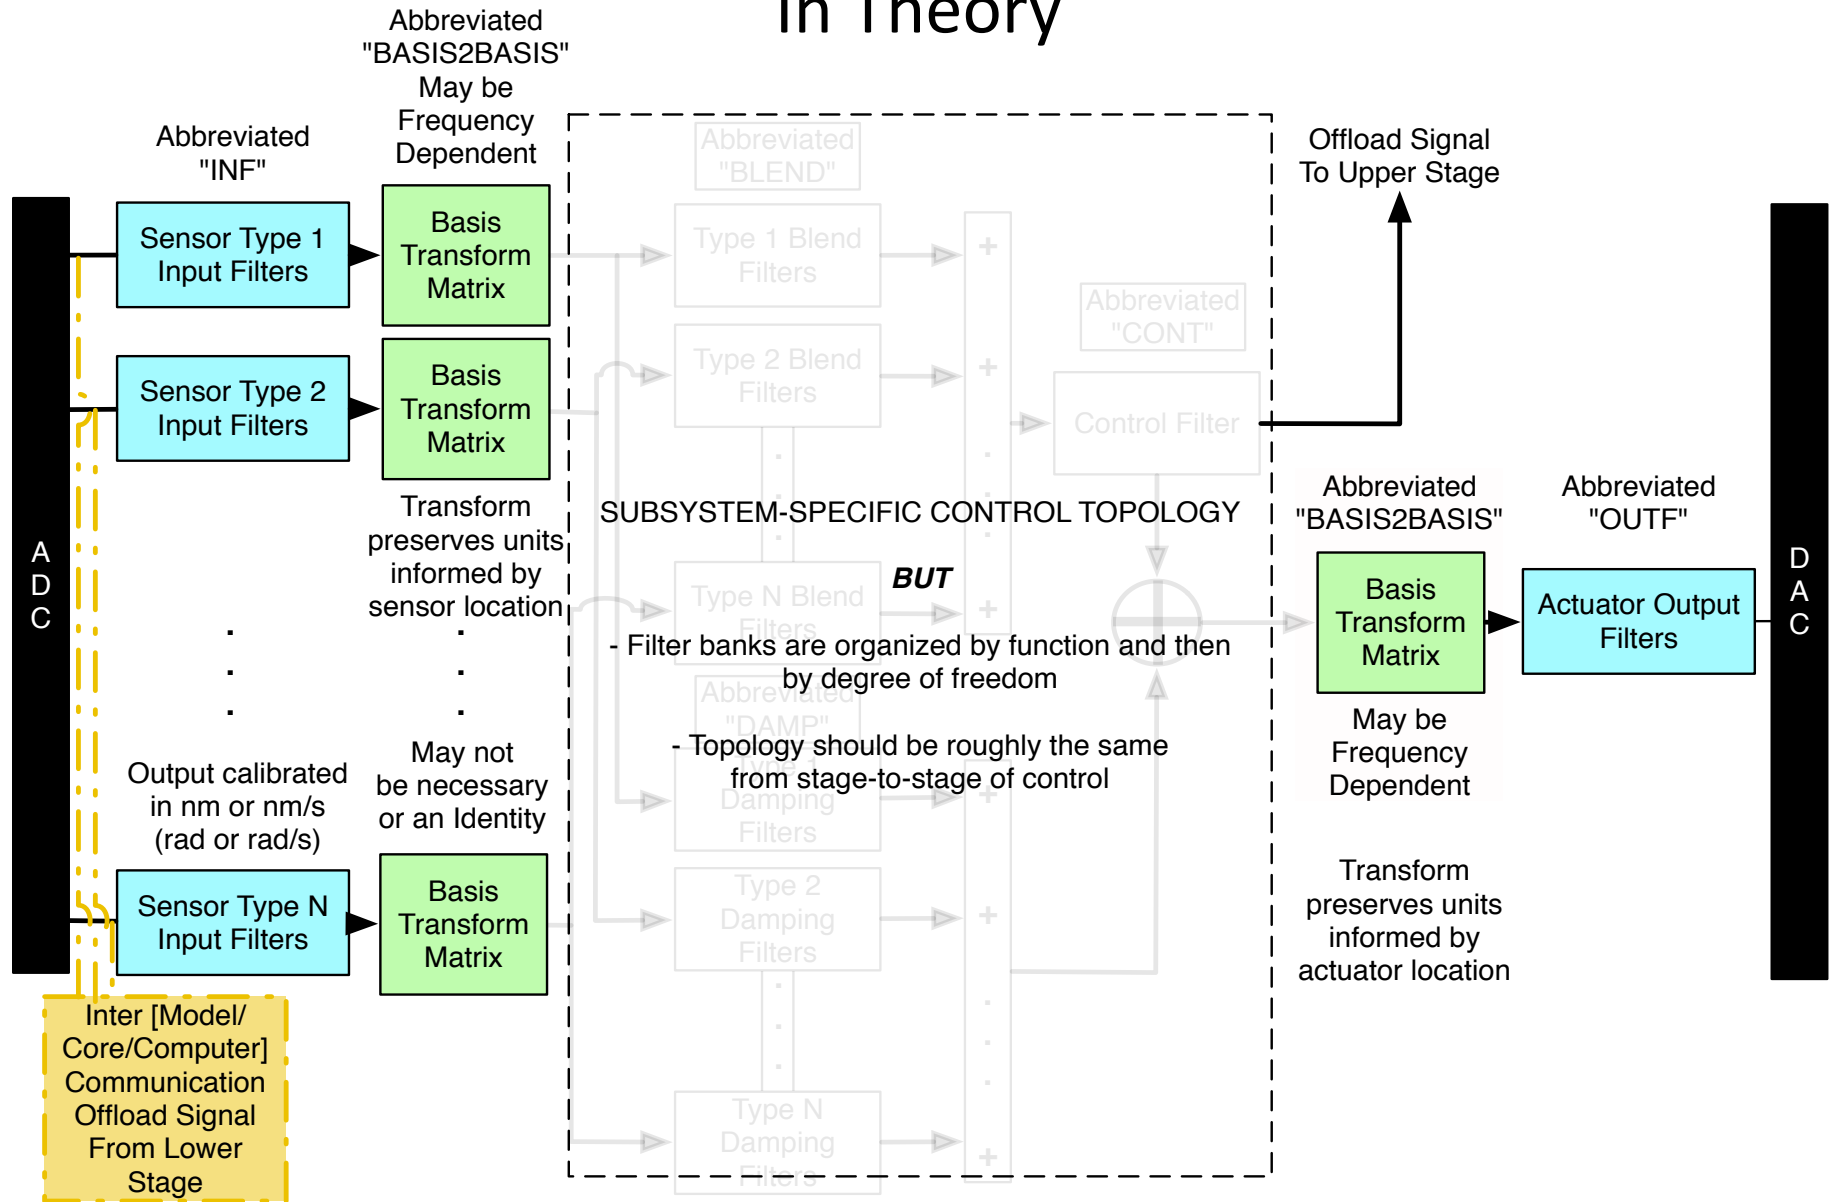 In Theory
Abbreviated
"BASIS2BASIS"
May be
Frequency
Dependent
Abbreviated
"INF"
Abbreviated
"BLEND"
Offload Signal
To Upper Stage
Sensor Type 1
Input Filters
Basis
Transform
Matrix
Type 1 Blend
Filters
+
Abbreviated
"CONT"
Sensor Type 2
Input Filters
Basis
Transform
Matrix
Type 2 Blend
Filters
+
Control Filter
Transform
preserves units
informed by
sensor location
SUBSYSTEM-SPECIFIC CONTROL TOPOLOGY
BUT
- Filter banks are organized by function and then
by degree of freedom
- Topology should be roughly the same
from stage-to-stage of control
Type N Blend
Filters
+
Abbreviated
"DAMP"
Type 1
Damping
Filters
+
A
D
C
Abbreviated
"BASIS2BASIS"
Basis
Transform
Matrix
May be
Frequency
Dependent
Abbreviated
"OUTF"
Actuator Output
Filters
D
A
C
Output calibrated
in nm or nm/s
(rad or rad/s)
May not
be necessary
or an Identity
Sensor Type N
Input Filters
Basis
Transform
Matrix
Type 2
Damping
Filters
+
Transform
preserves units
informed by
actuator location
Inter [Model/
Core/Computer]
Communication
Offload Signal
From Lower
Stage
Type N
Damping
Filters
+